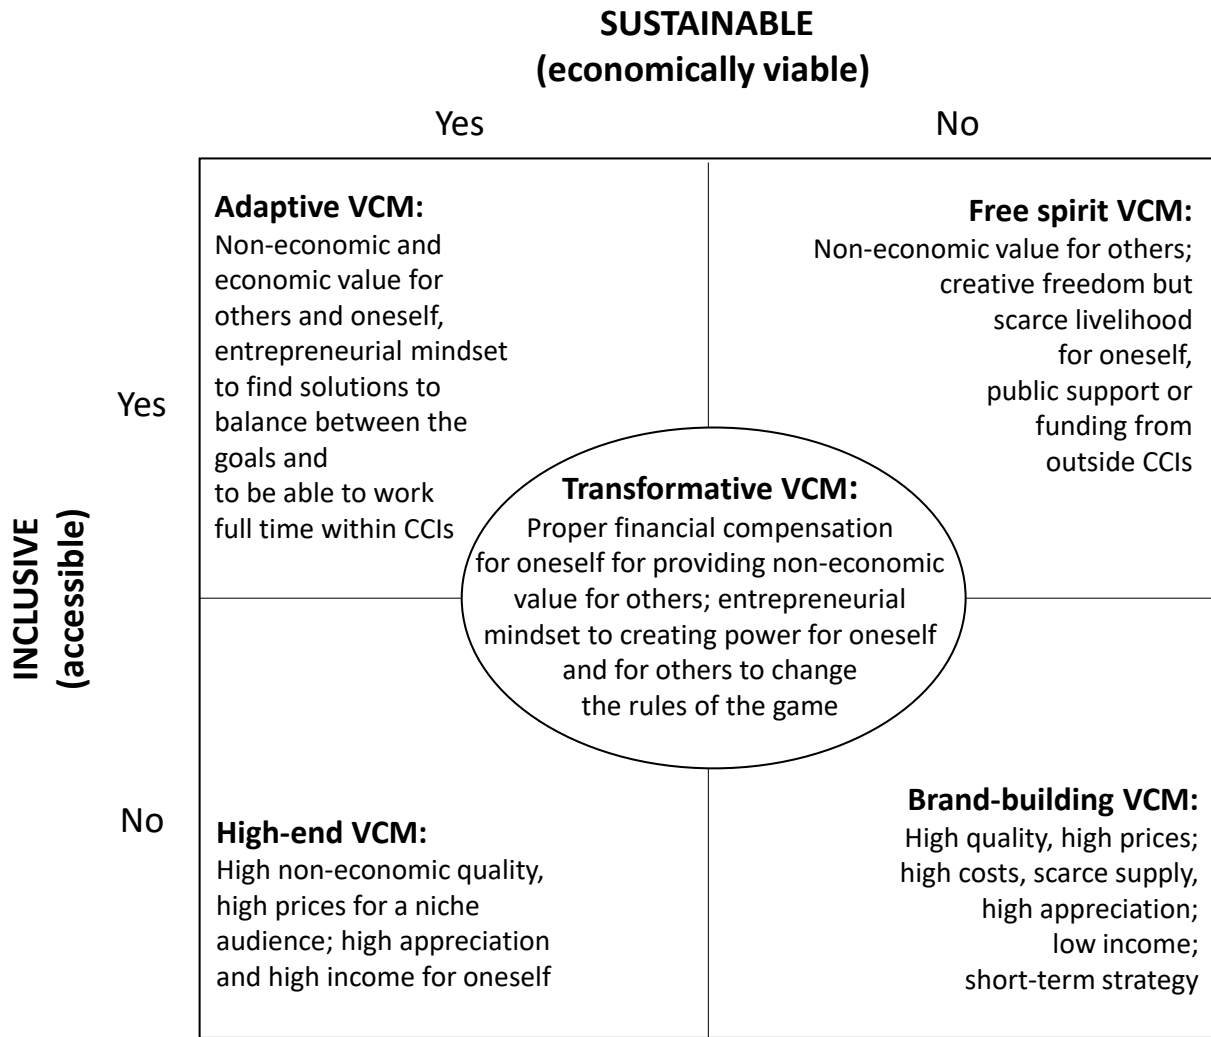 SUSTAINABLE
(economically viable)
Yes
No
INCLUSIVE
(accessible)
Yes
No
Adaptive VCM:
Non-economic and
economic value for
others and oneself,
entrepreneurial mindset
to find solutions to
balance between the
goals and
to be able to work
full time within CCIs
Free spirit VCM:
Non-economic value for others;
creative freedom but
scarce livelihood
for oneself,
public support or
funding from
outside CCIs
Transformative VCM:
Proper financial compensation
for oneself for providing non-economic
value for others; entrepreneurial
mindset to creating power for oneself
and for others to change
the rules of the game
High-end VCM:
High non-economic quality,
high prices for a niche
audience; high appreciation
and high income for oneself
Brand-building VCM:
High quality, high prices;
high costs, scarce supply,
high appreciation;
low income;
short-term strategy